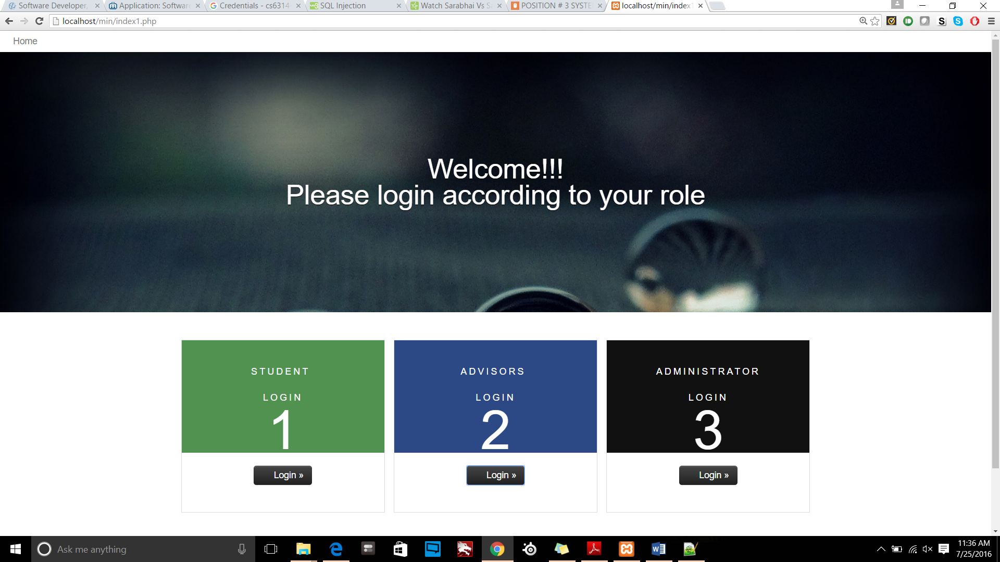 Software Developer,
Application: Softwar
Credentials - cs6314
SQL Injection
Watch Sarabhai Vs S
POSITION # 3 SYSTE
localhost/min/index1
localhost/min/index1.php
Home
Welcome!!!
Please login according to your role
STUDENT
LOGIN
1
Login »
ADVISORS
LOGIN
2
Login »
ADMINISTRATOR
LOGIN
3
Login »
Ask me anything
11:36 AM
7/25/2016